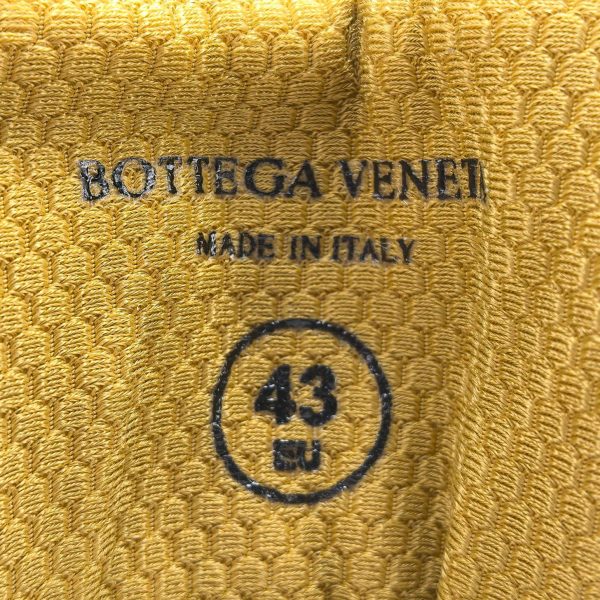 BOTTEGA VENETA
MADE IN ITALY
43
EU